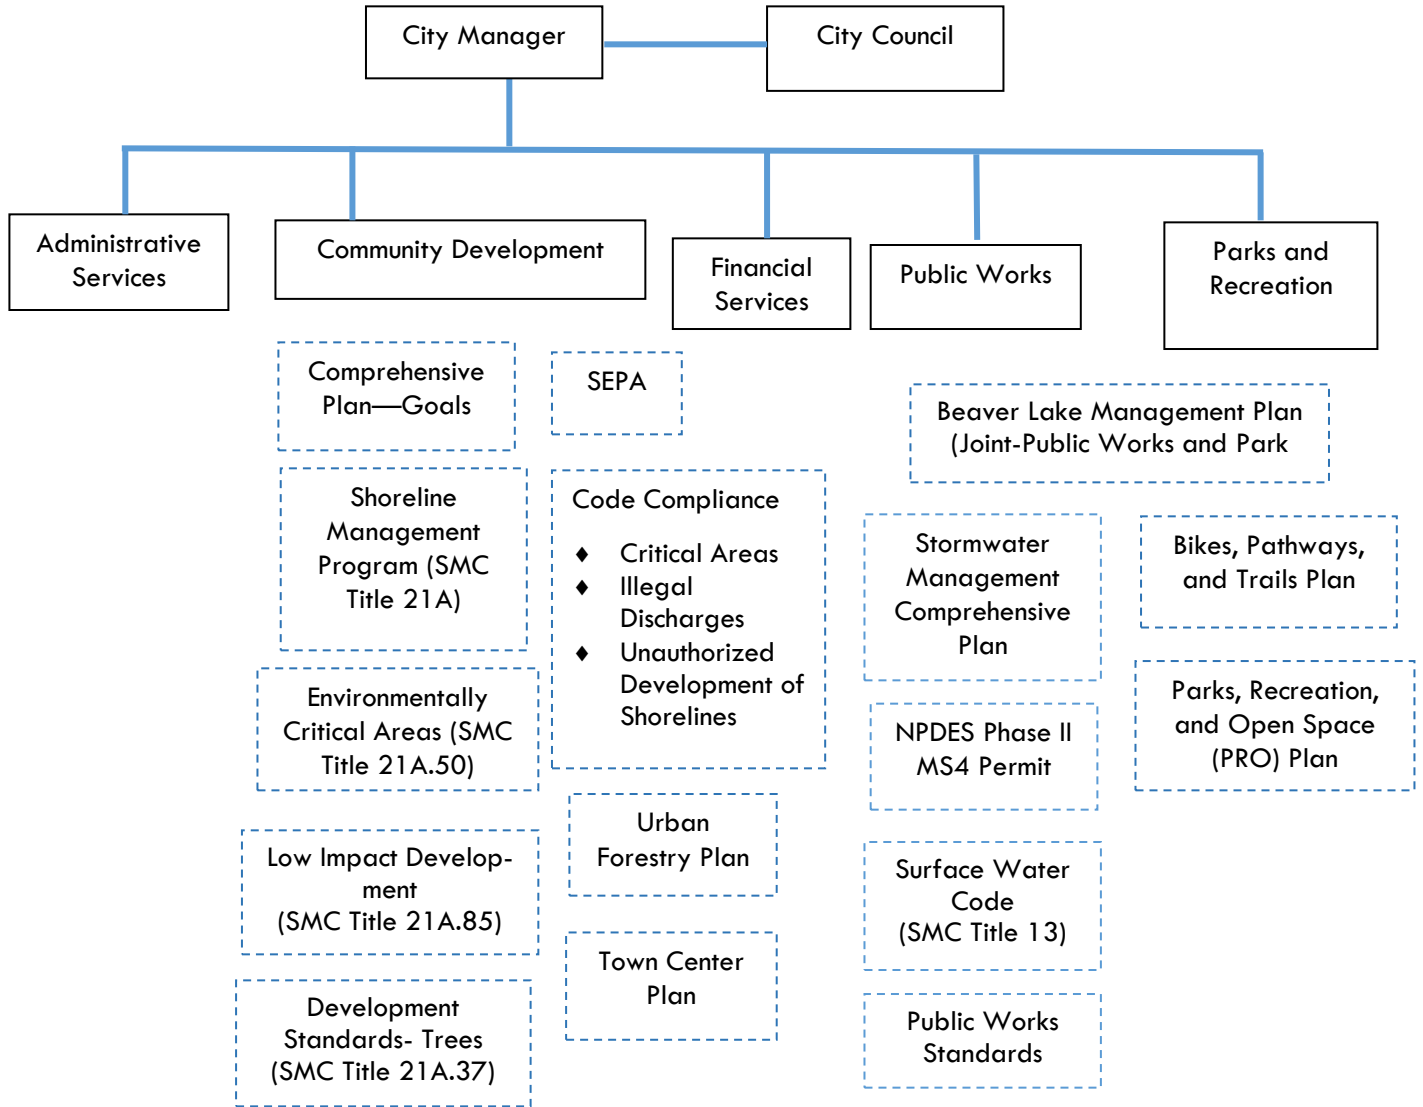 City Manager
City Council
Administrative
Services
Community Development
Financial
Services
Public Works
Parks and
Recreation
Comprehensive
Plan—Goals
SEPA
Beaver Lake Management Plan
(Joint-Public Works and Park
Shoreline
Management
Program (SMC
Title 21A)
Code Compliance
♦ Critical Areas
♦ Illegal
Discharges
♦ Unauthorized
Development of
Shorelines
Stormwater
Management
Comprehensive
Plan
Bikes, Pathways,
and Trails Plan
Environmentally
Critical Areas (SMC
Title 21A.50)
NPDES Phase II
MS4 Permit
Parks, Recreation,
and Open Space
(PRO) Plan
Low Impact Develop-
ment
(SMC Title 21A.85)
Urban
Forestry Plan
Surface Water
Code
(SMC Title 13)
Development
Standards- Trees
(SMC Title 21A.37)
Town Center
Plan
Public Works
Standards